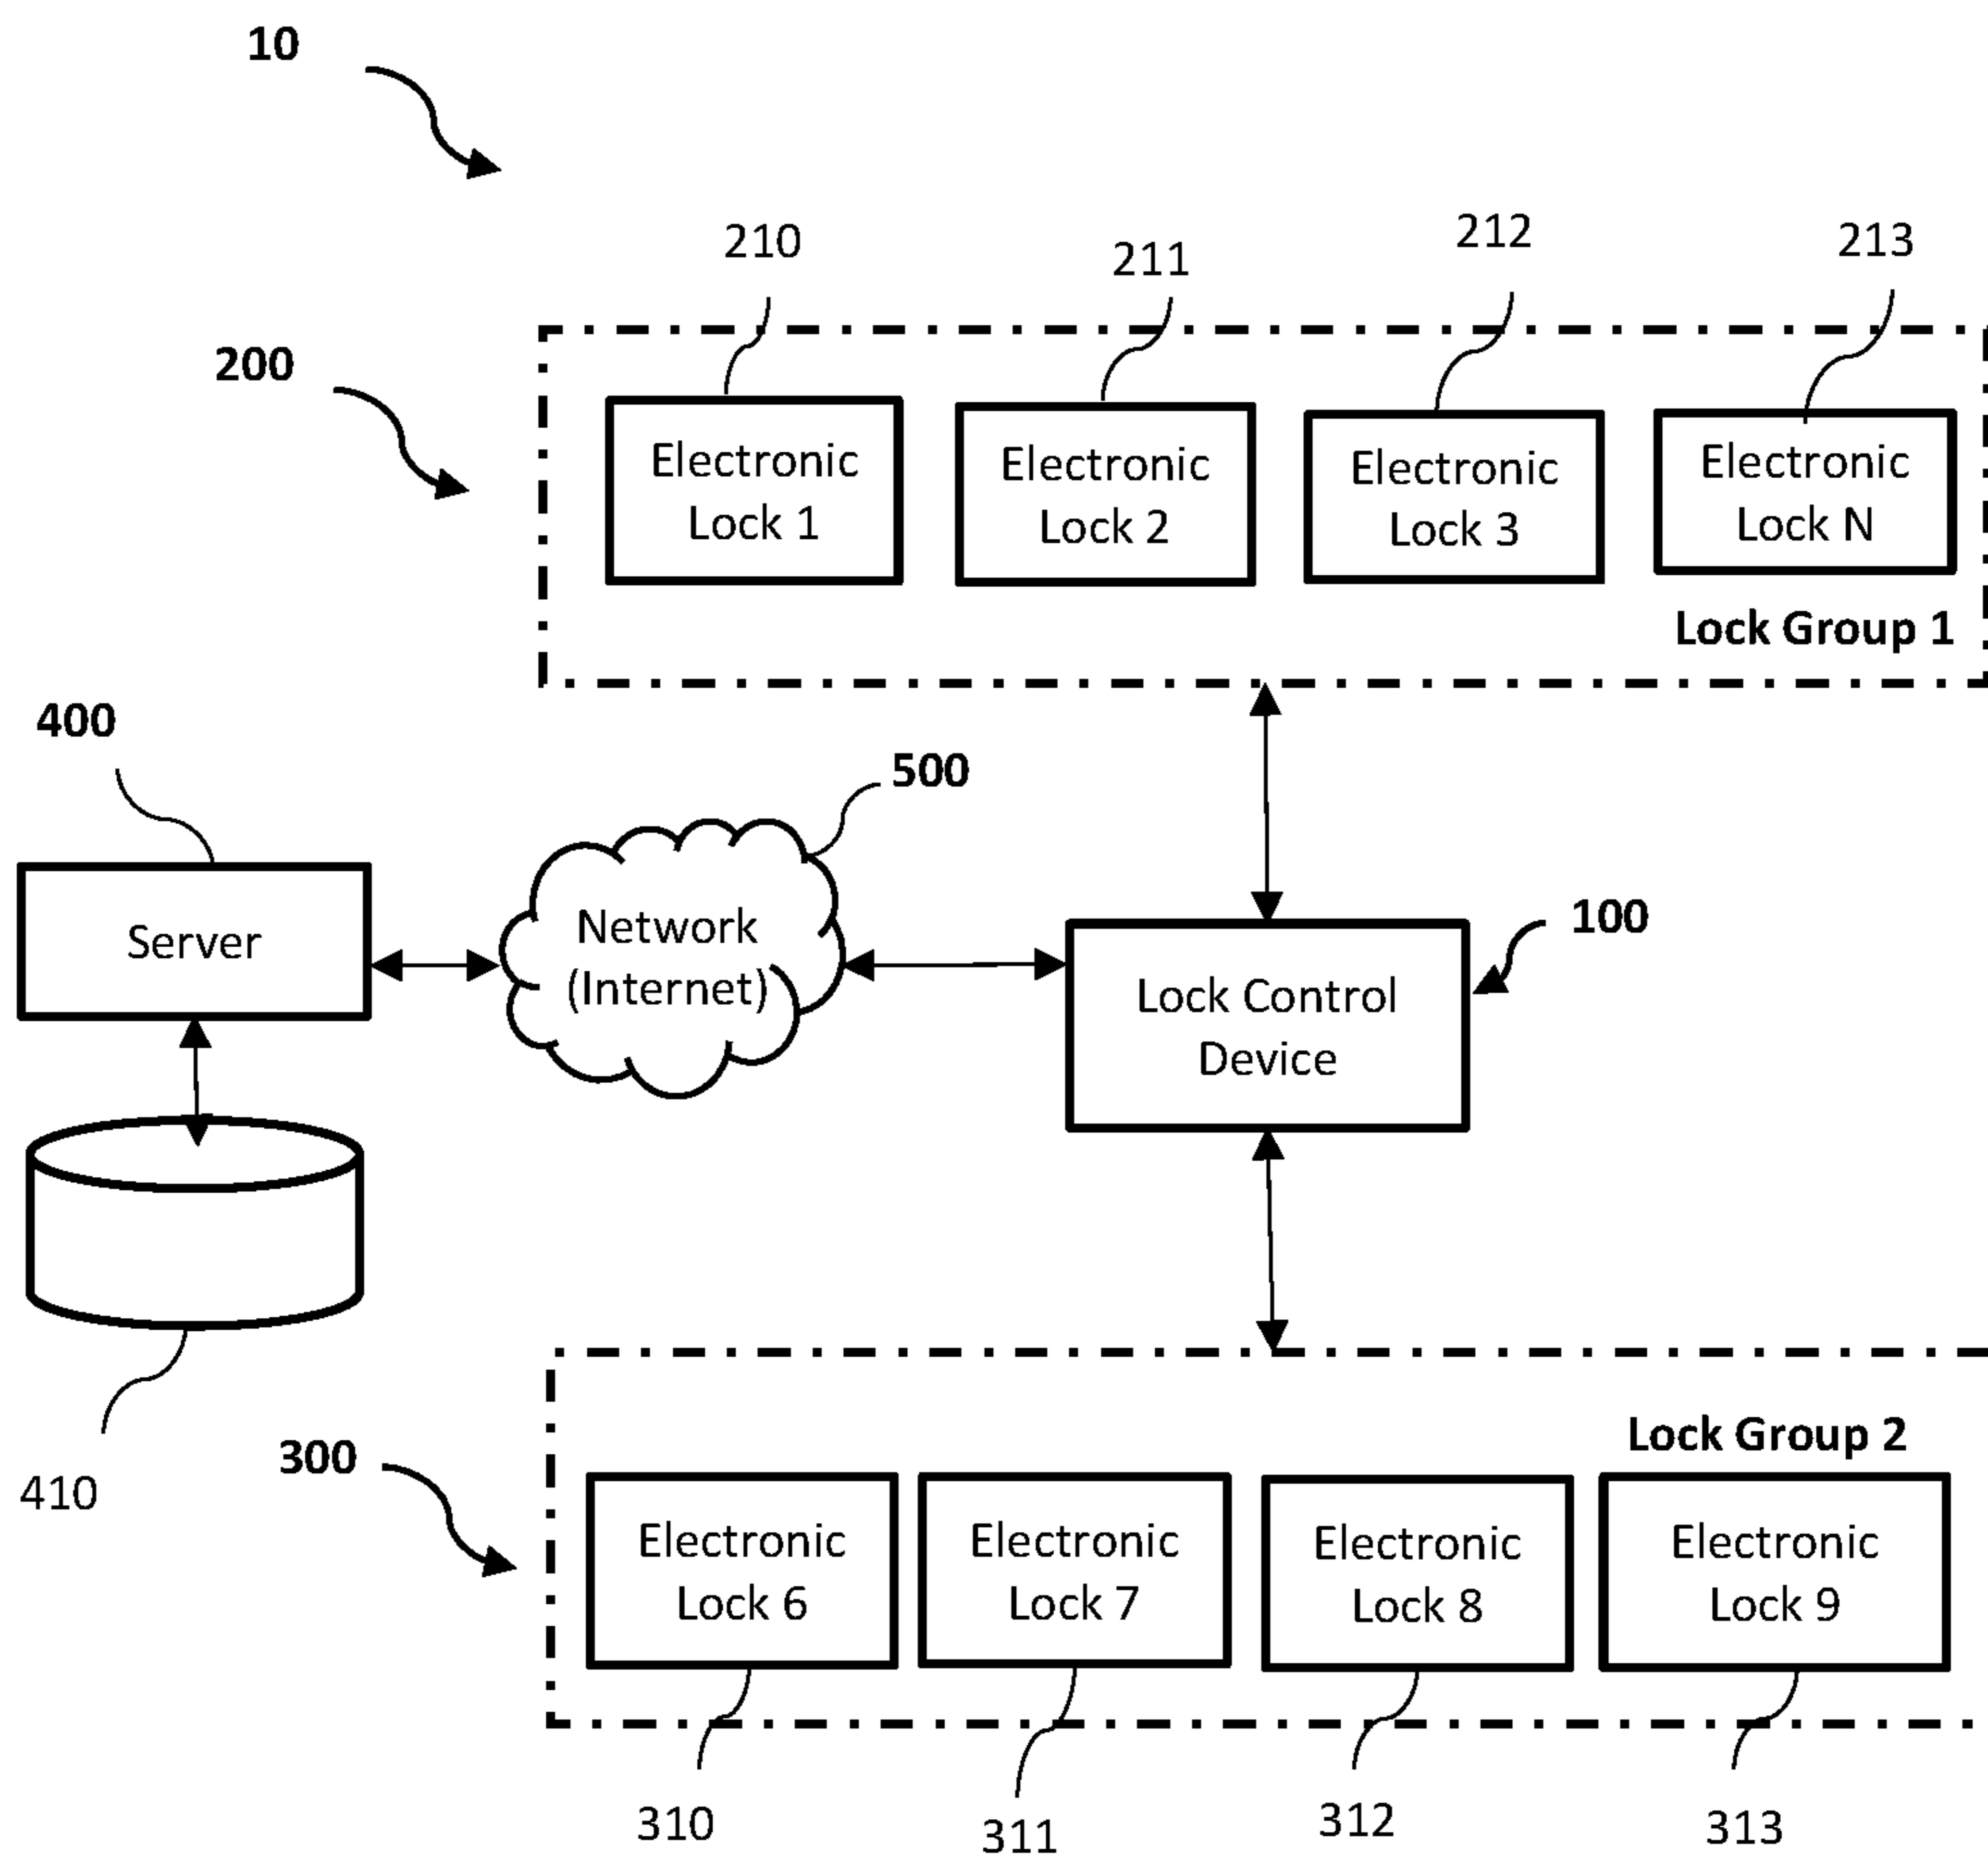 10
210
211
212
213
200
Electronic
Lock 1
Electronic
Lock 2
Electronic
Lock 3
Electronic
Lock N
Lock Group 1
400
500
Server
Network
(Internet)
100
Lock Control
Device
410
300
Lock Group 2
Electronic
Lock 6
Electronic
Lock 7
Electronic
Lock 8
Electronic
Lock 9
310
311
312
313